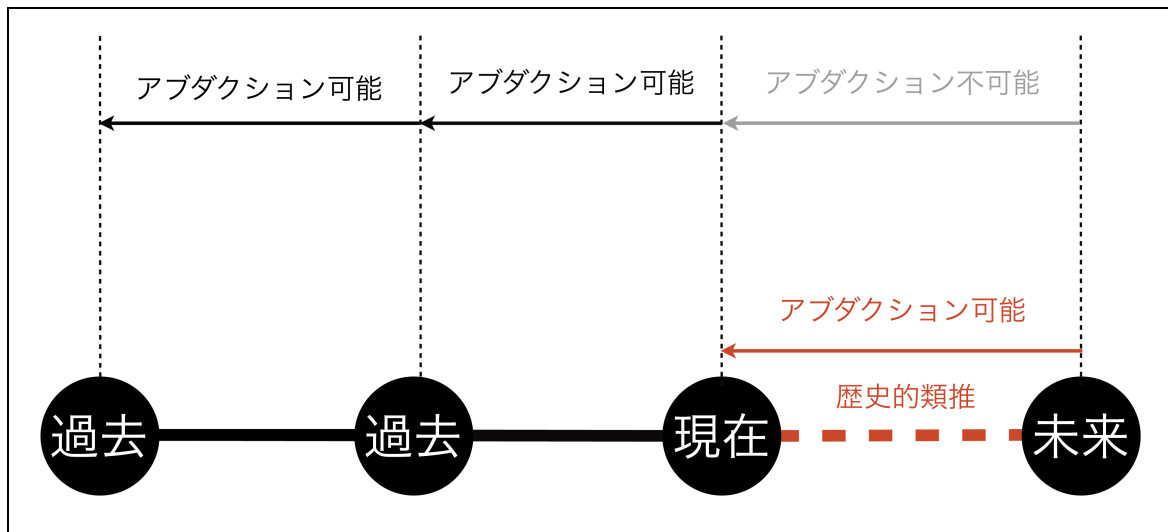 アブダクション可能
アブダクション可能
アブダクション不可能
アブダクション可能
歴史的類推
過去
過去
現在
未来